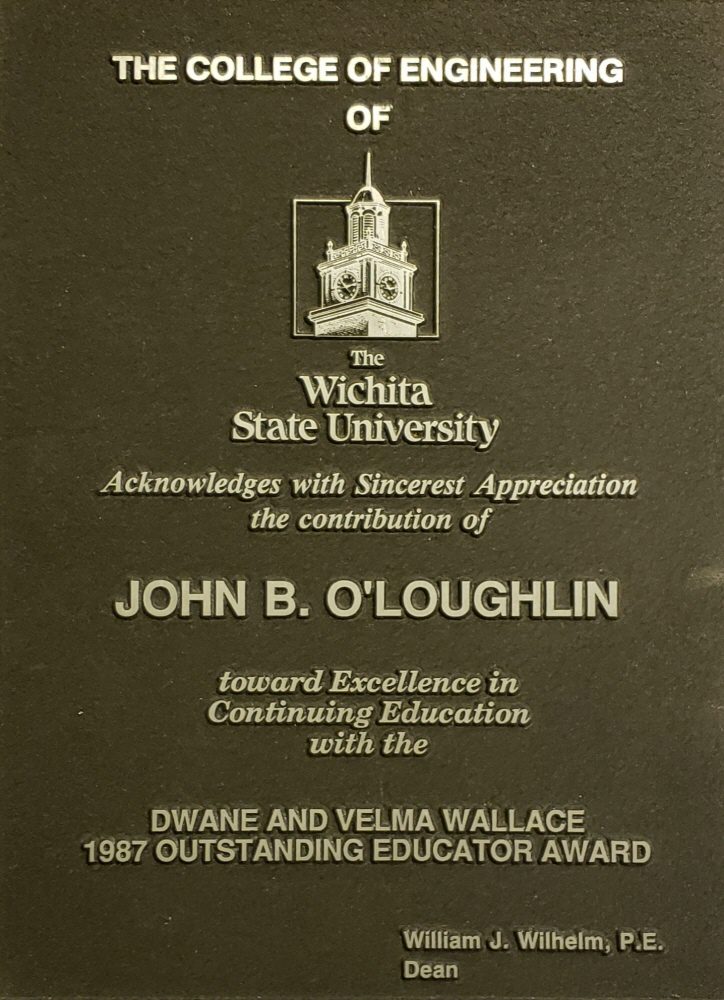 THE COLLEGE OF ENGINEERING
OF
The
Wichita
State University
Acknowledges with Sincerest Appreciation
the contribution of
JOHN B. O'LOUGHLIN
toward Excellence in
Continuing Education
with the
DWANE AND VELMA WALLACE
1987 OUTSTANDING EDUCATOR AWARD
William J. Wilhelm, P.E.
Dean